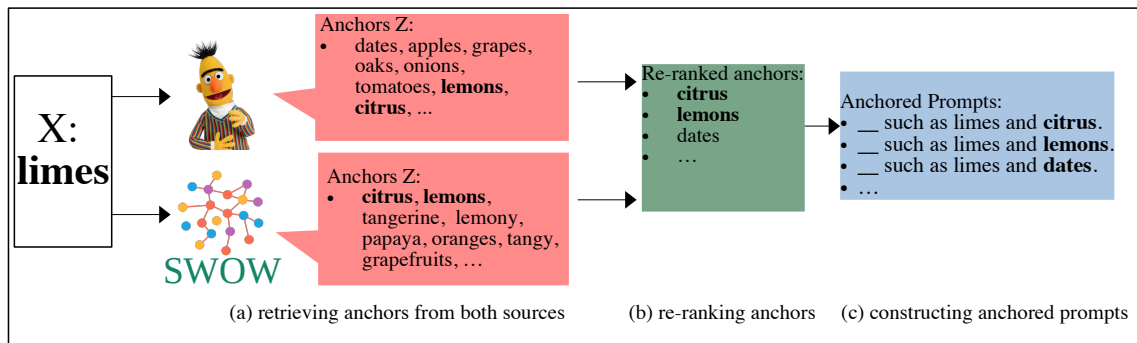 X:
limes
Anchors Z:
• dates, apples, grapes,
oaks, onions,
tomatoes, lemons,
citrus, ...
SWOW
Anchors Z:
• citrus, lemons,
tangerine, lemony,
papaya, oranges, tangy,
grapefruits, …
Re-ranked anchors:
• citrus
• lemons
• dates
• …
Anchored Prompts:
• __ such as limes and citrus.
• __ such as limes and lemons.
• __ such as limes and dates.
• …
(a) retrieving anchors from both sources
(b) re-ranking anchors
(c) constructing anchored prompts